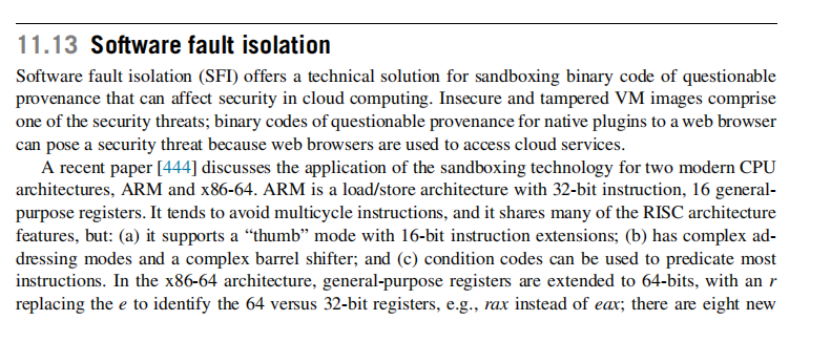 11.13 Software fault isolation
Software fault isolation (SFI) offers a technical solution for sandboxing binary code of questionable
provenance that can affect security in cloud computing. Insecure and tampered VM images comprise
one of the security threats; binary codes of questionable provenance for native plugins to a web browser
can pose a security threat because web browsers are used to access cloud services.
A recent paper [444] discusses the application of the sandboxing technology for two modern CPU
architectures, ARM and x86-64. ARM is a load/store architecture with 32-bit instruction, 16 general-
purpose registers. It tends to avoid multicycle instructions, and it shares many of the RISC architecture
features, but: (a) it supports a “thumb” mode with 16-bit instruction extensions; (b) has complex ad-
dressing modes and a complex barrel shifter; and (c) condition codes can be used to predicate most
instructions. In the x86-64 architecture, general-purpose registers are extended to 64-bits, with an r
replacing the e to identify the 64 versus 32-bit registers, e.g., rax instead of eax; there are eight new